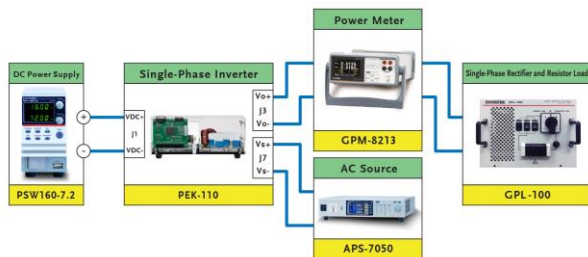 DC Power Supply
+
-
PSW160-7.2
Single-Phase Inverter
VDC+
J1
VDC-
Vo+
J3
Vo-
Vs+
J7
Vs-
PEK-110
Power Meter
GPM-8213
AC Source
APS-7050
Single-Phase Rectifier and Resistor Load
GPL-100